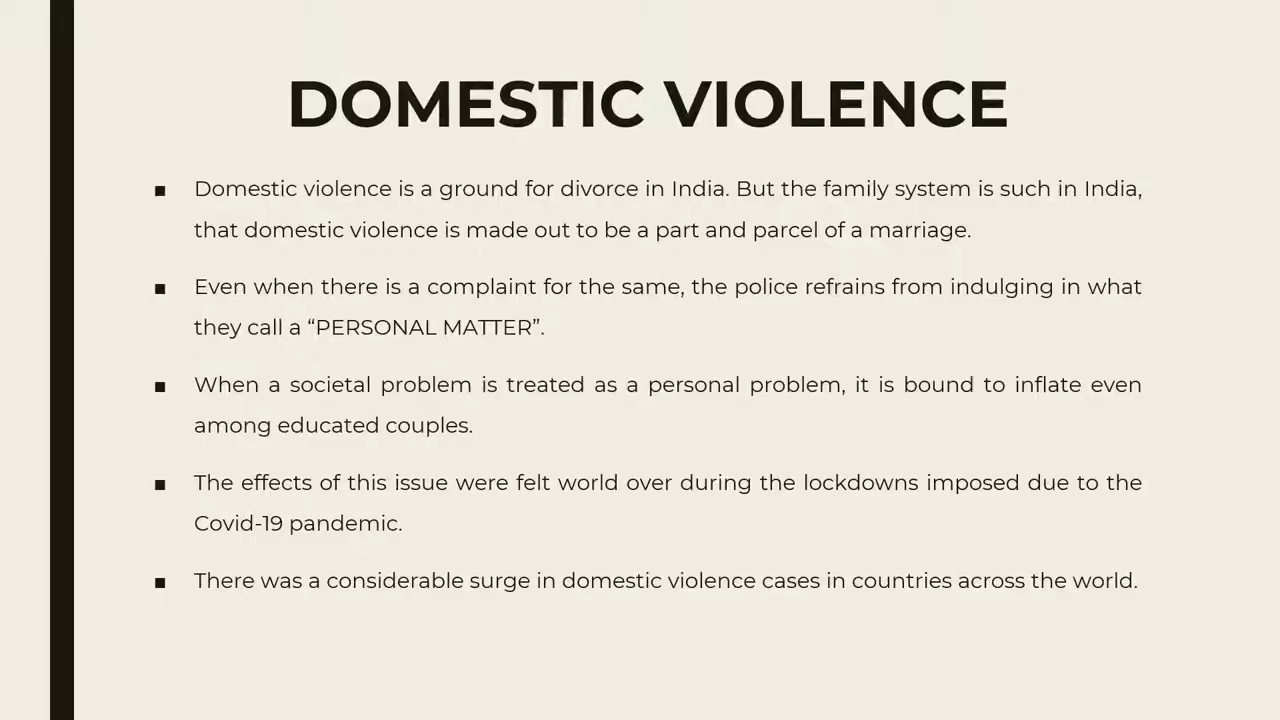 DOMESTIC VIOLENCE
▪ Domestic violence is a ground for divorce in India. But the family system is such in India,
that domestic violence is made out to be a part and parcel of a marriage.
▪ Even when there is a complaint for the same, the police refrains from indulging in what
they call a “PERSONAL MATTER”.
▪ When a societal problem is treated as a personal problem, it is bound to inflate even
among educated couples.
▪ The effects of this issue were felt world over during the lockdowns imposed due to the
Covid-19 pandemic.
▪ There was a considerable surge in domestic violence cases in countries across the world.